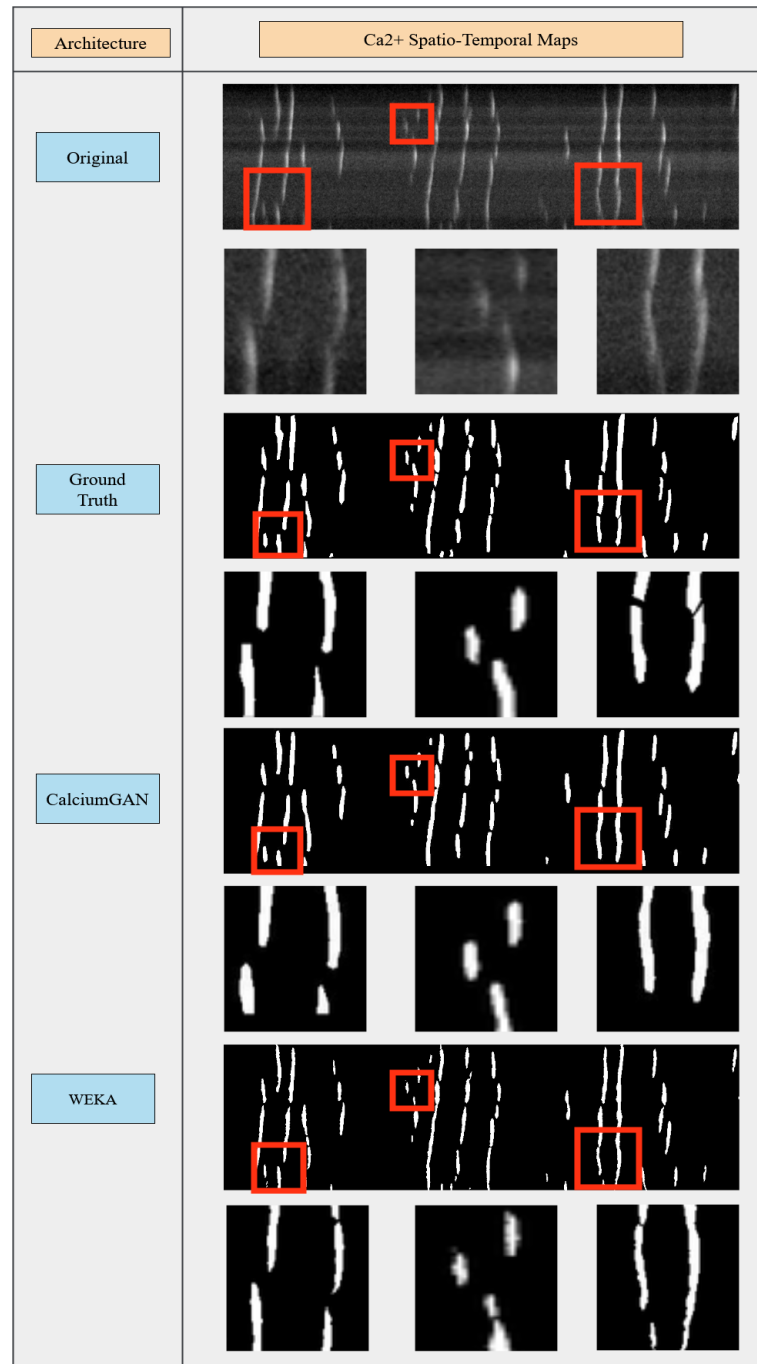 Architecture
Ca2+ Spatio-Temporal Maps
Original
Ground
Truth
CalciumGAN
WEKA